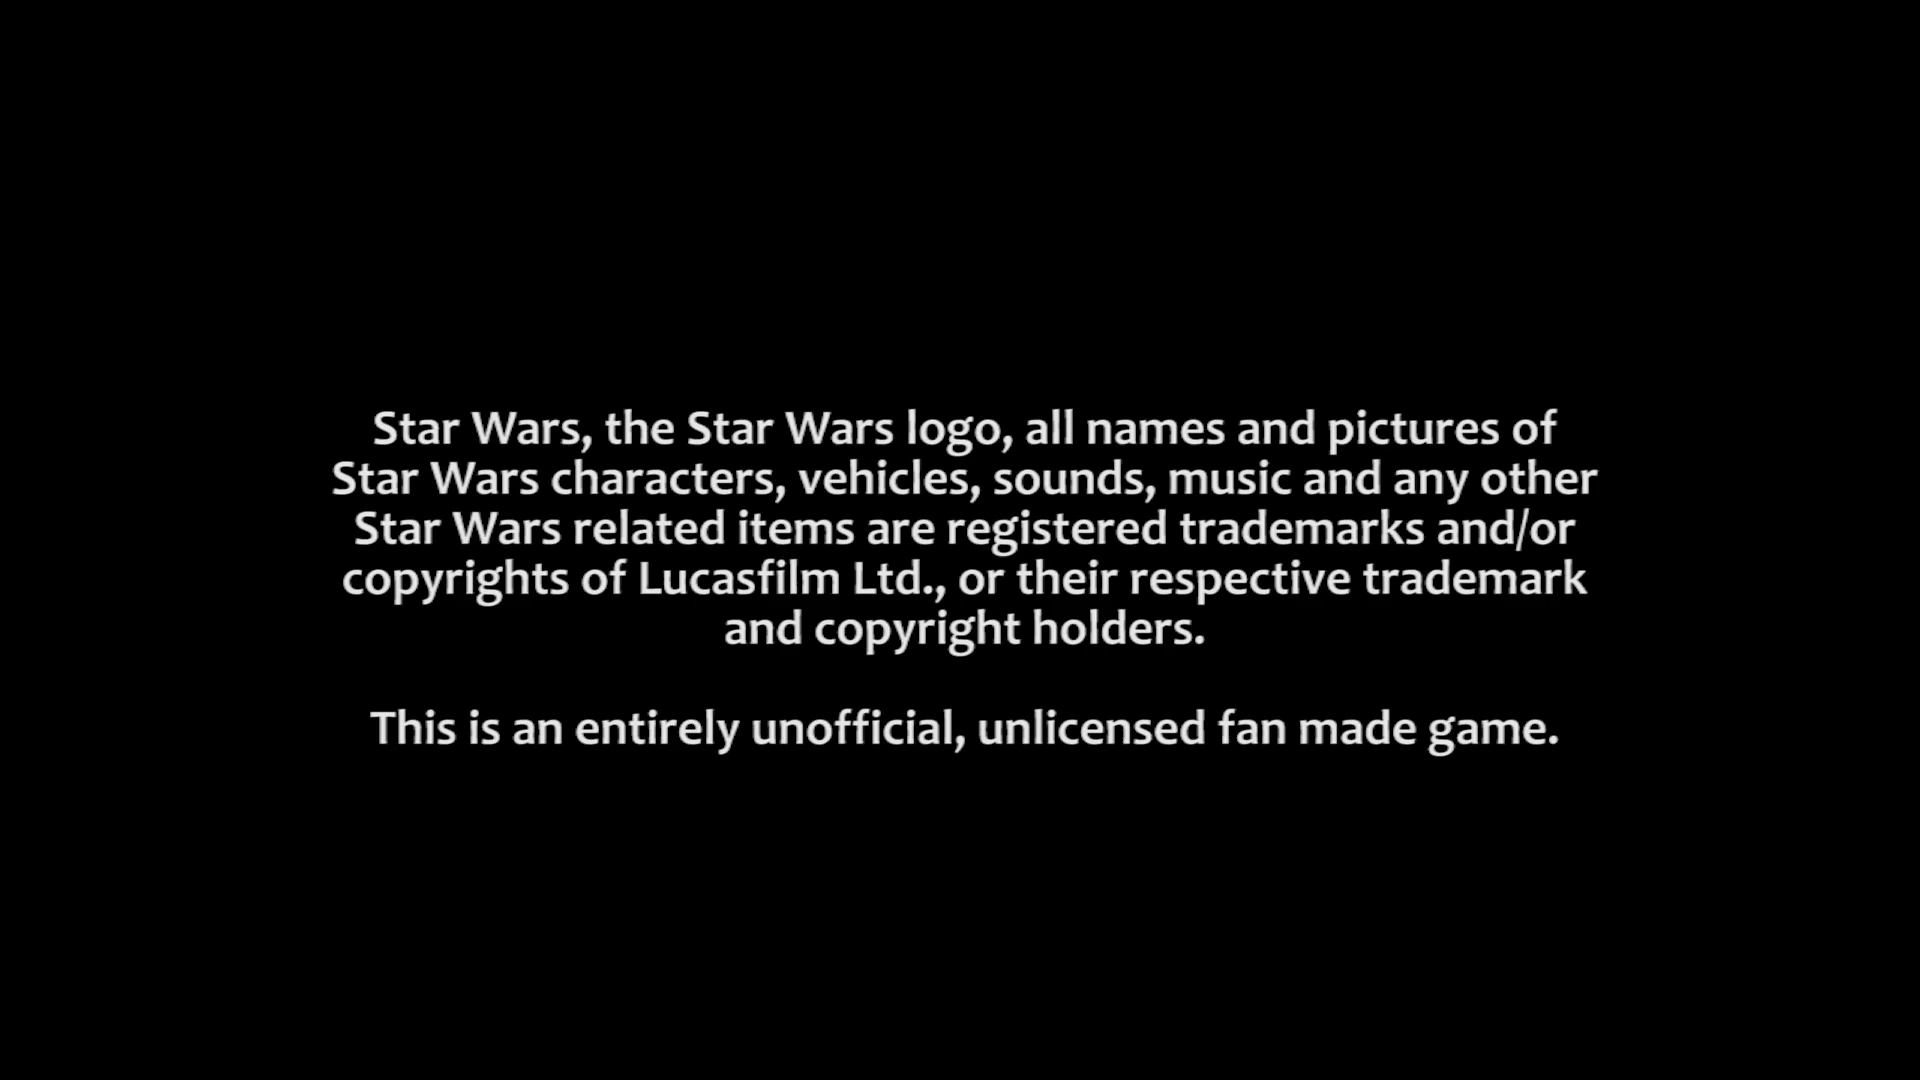 Star Wars, the Star Wars logo, all names and pictures of
Star Wars characters, vehicles, sounds, music and any other
Star Wars related items are registered trademarks and/or
copyrights of Lucasfilm Ltd., or their respective trademark
and copyright holders.
This is an entirely unofficial, unlicensed fan made game.